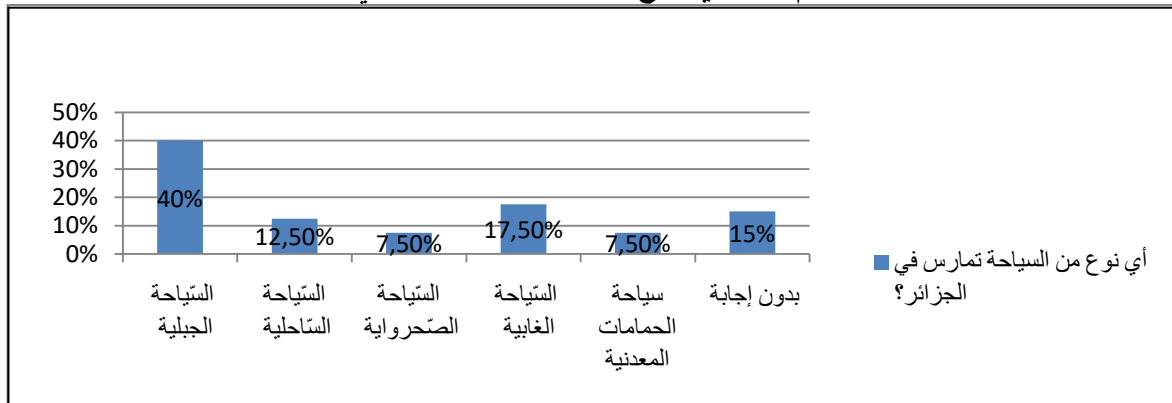 50%
40%
30%
20%
10%
0%
40%
12,50%
7,50%
17,50%
7,50%
15%
السّياحة
الجبلية
السّياحة
السّاحلية
السّياحة
الصّحرواية
السّياحة
الغابية
سياحة
الحمامات
المعدنية
بدون إجابة
أي نوع من السياحة تمارس في
الجزائر؟